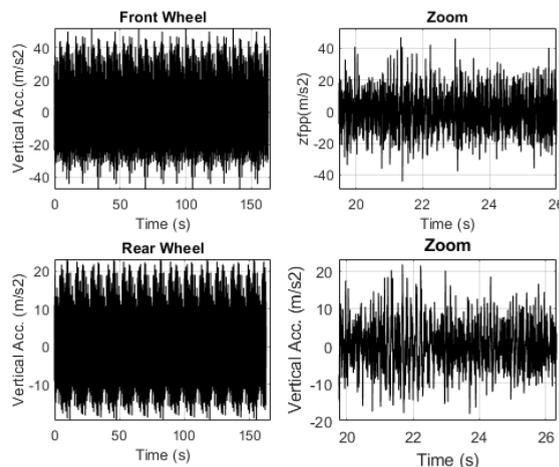 Front Wheel
Vertical Acc.(m/s2)
40
20
0
-20
-40
0 50 100 150
Time (s)
Zoom
zfpp(m/s2)
40
20
0
-20
-40
20 22 24 26
Time (s)
Rear Wheel
Vertical Acc. (m/s2)
20
10
0
-10
0 50 100 150
Time (s)
Zoom
Vertical Acc. (m/s2)
20
10
0
-10
-20
20 22 24 26
Time (s)